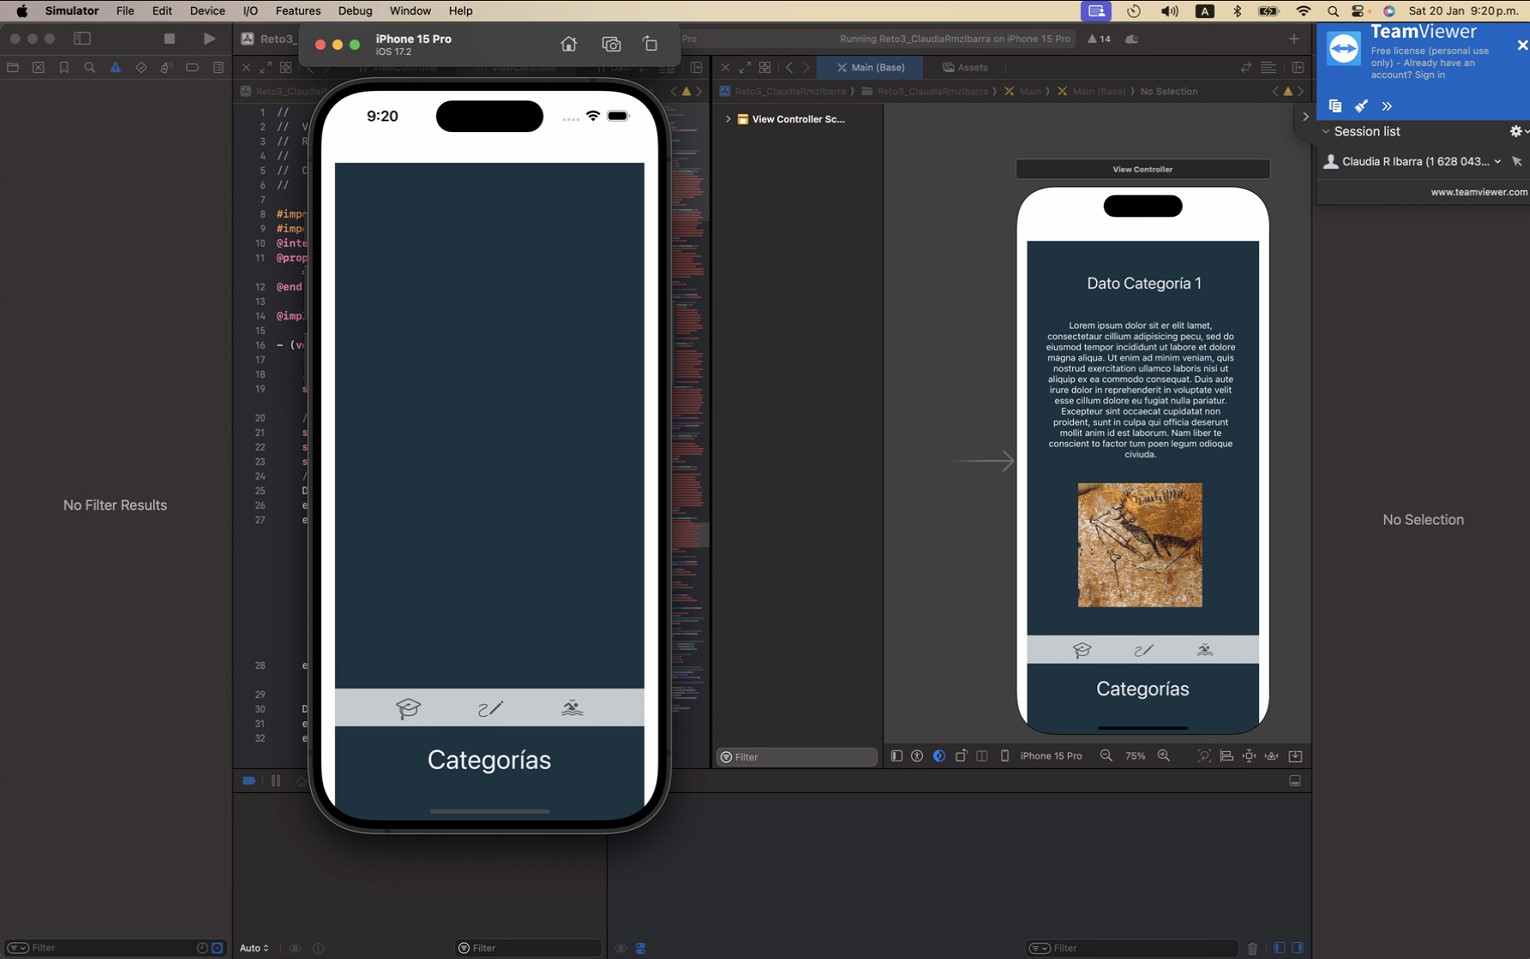 Simulator File Edit Device I/O Features Debug Window Help
A
Sat 20 Jan 9:20 p.m.
Reto3_
iPhone 15 Pro
iOS 17.2
Pro
Running Reto3_ClaudiaRmzIbarra on iPhone 15 Pro
14
TeamViewer
Free license (personal use
only) - Already have an
account? Sign in
Main (Base)
Assets
Reto3_ClaudiaRmzIbarra
Reto3_ClaudiaRmzIbarra
Main
Main (Base)
No Selection
Session list
Claudia R Ibarra (1 628 043...
www.teamviewer.com
View Controller Sc...
1 //
2 // V
3 // R
4 //
5 // C
6 //
7
8 #impo
9 #impo
10 @inte
11 @prop
12 @end
13
14 @impl
15
16 - (vo
17
18
19 s
20 /
21 s
22 s
23 s
24 /
25 D
26 e
27 e
28 e
29
30 D
31 e
32 e
9:20
Categorías
View Controller
Dato Categoría 1
Lorem ipsum dolor sit er elit lamet,
consectetaur cillium adipisicing pecu, sed do
eiusmod tempor incididunt ut labore et dolore
magna aliqua. Ut enim ad minim veniam, quis
nostrud exercitation ullamco laboris nisi ut
aliquip ex ea commodo consequat. Duis aute
irure dolor in reprehenderit in voluptate velit
esse cillum dolore eu fugiat nulla pariatur.
Excepteur sint occaecat cupidatat non
proident, sunt in culpa qui officia deserunt
mollit anim id est laborum. Nam liber te
conscient to factor tum poen legum odioque
civiuda.
Categorías
No Filter Results
No Selection
Filter
iPhone 15 Pro
75%
Filter
Auto
Filter
Filter